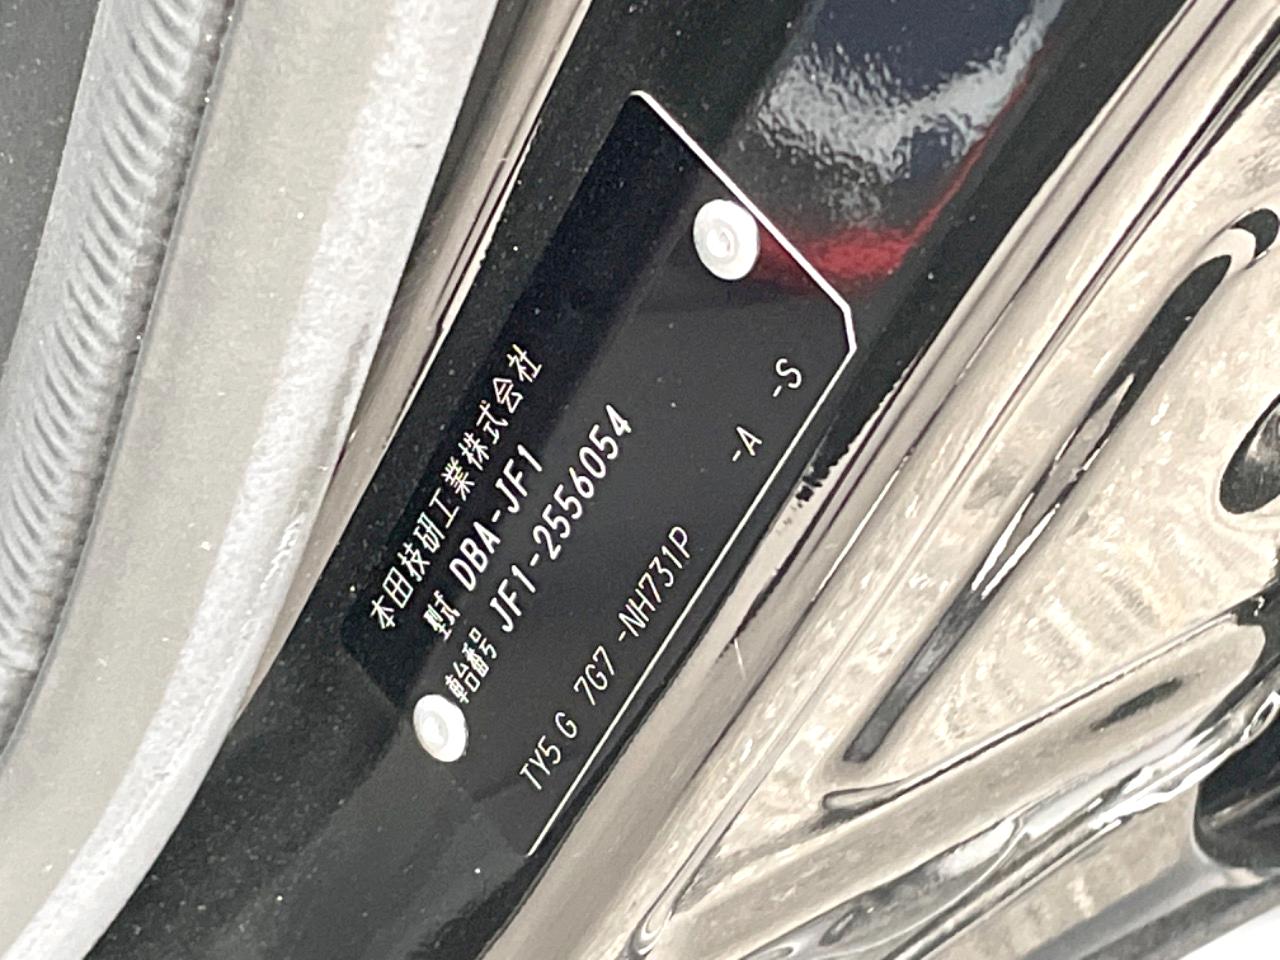 本田技研工業株式会社
型式 DBA-JF1
車台番号 JF1-2556054
TY5 G 7G7 -NH731P -A -S